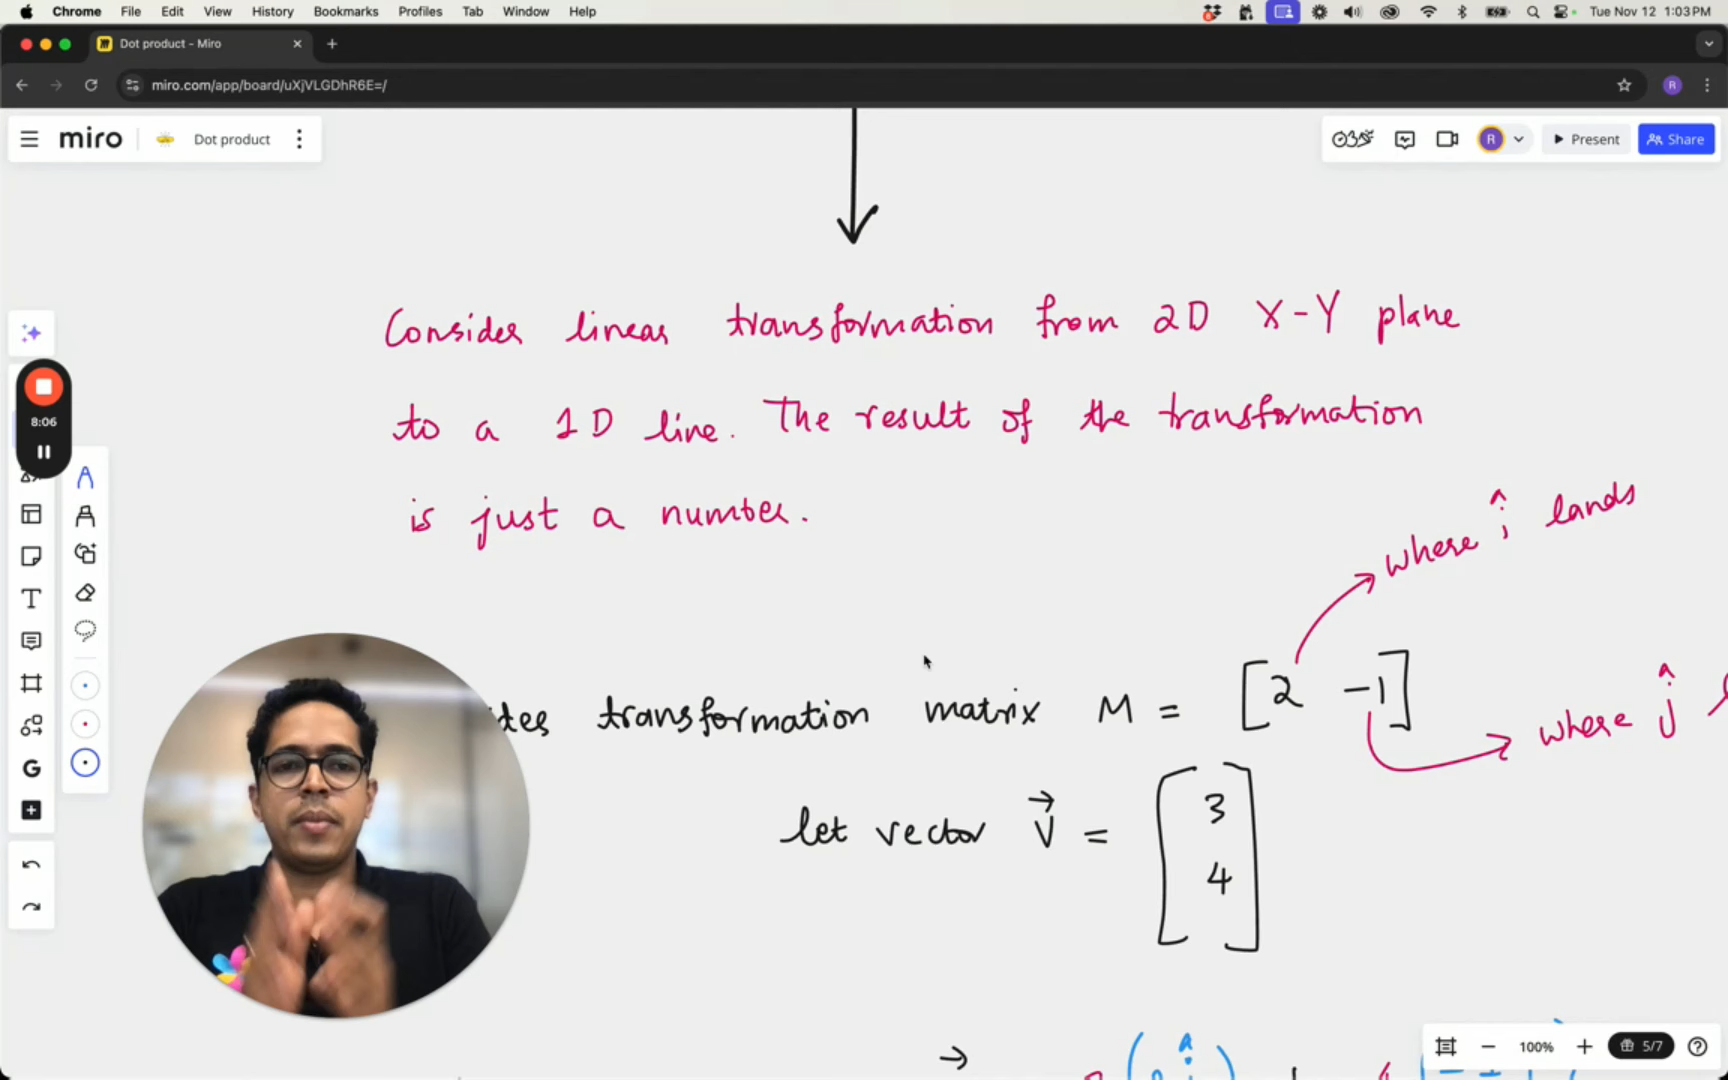 Chrome File Edit View History Bookmarks Profiles Tab Window Help Tue Nov 12 1:03 PM
Dot product - Miro
miro.com/app/board/uXjVLGDhR6E=/ R
miro Dot product R Present Share
Consider linear transformation from 2D X-Y plane
to a 1D line. The result of the transformation
is just a number.
8:06
where î lands
transformation matrix M = [2 -1]
where ĵ
let vector v⃗ = [3
4]
T
G
100% 5/7